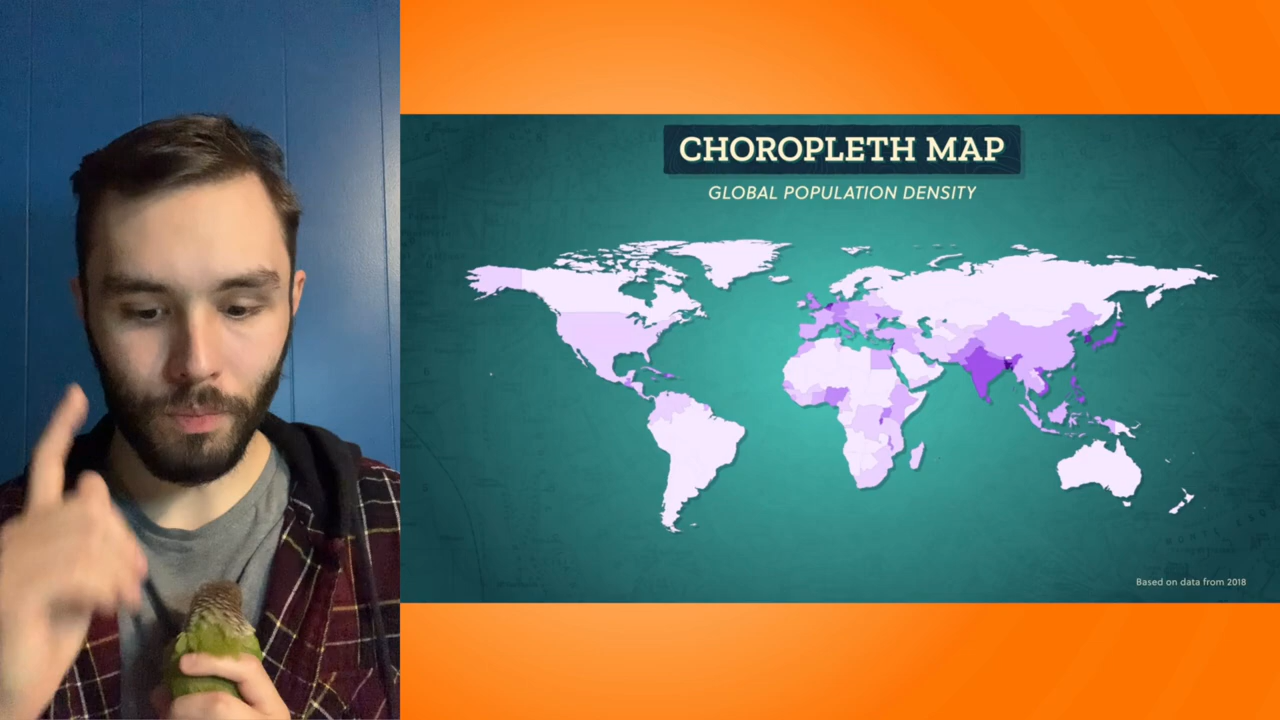 CHOROPLETH MAP
GLOBAL POPULATION DENSITY
Based on data from 2018